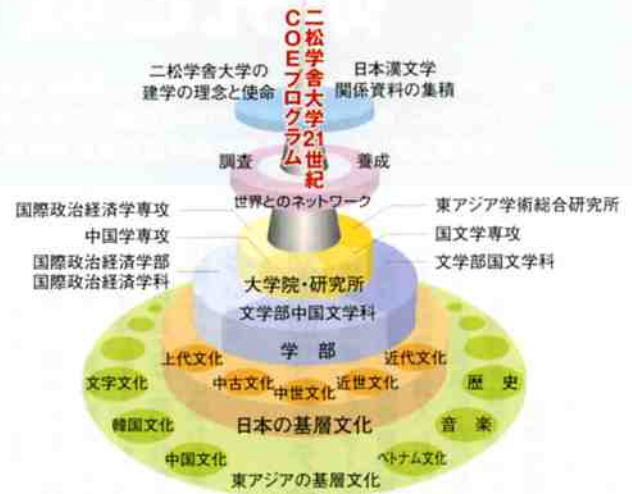 二松学舎大学21世紀
COEプログラム
二松学舎大学の
建学の理念と使命
日本漢文学
関係資料の集積
調査
養成
世界とのネットワーク
国際政治経済学専攻
中国学専攻
国際政治経済学部
国際政治経済学科
東アジア学術総合研究所
国文学専攻
文学部国文学科
大学院・研究所
文学部中国文学科
学 部
上代文化
中古文化
中世文化
近世文化
近代文化
日本の基層文化
文字文化
韓国文化
中国文化
歴 史
音 楽
ベトナム文化
東アジアの基層文化